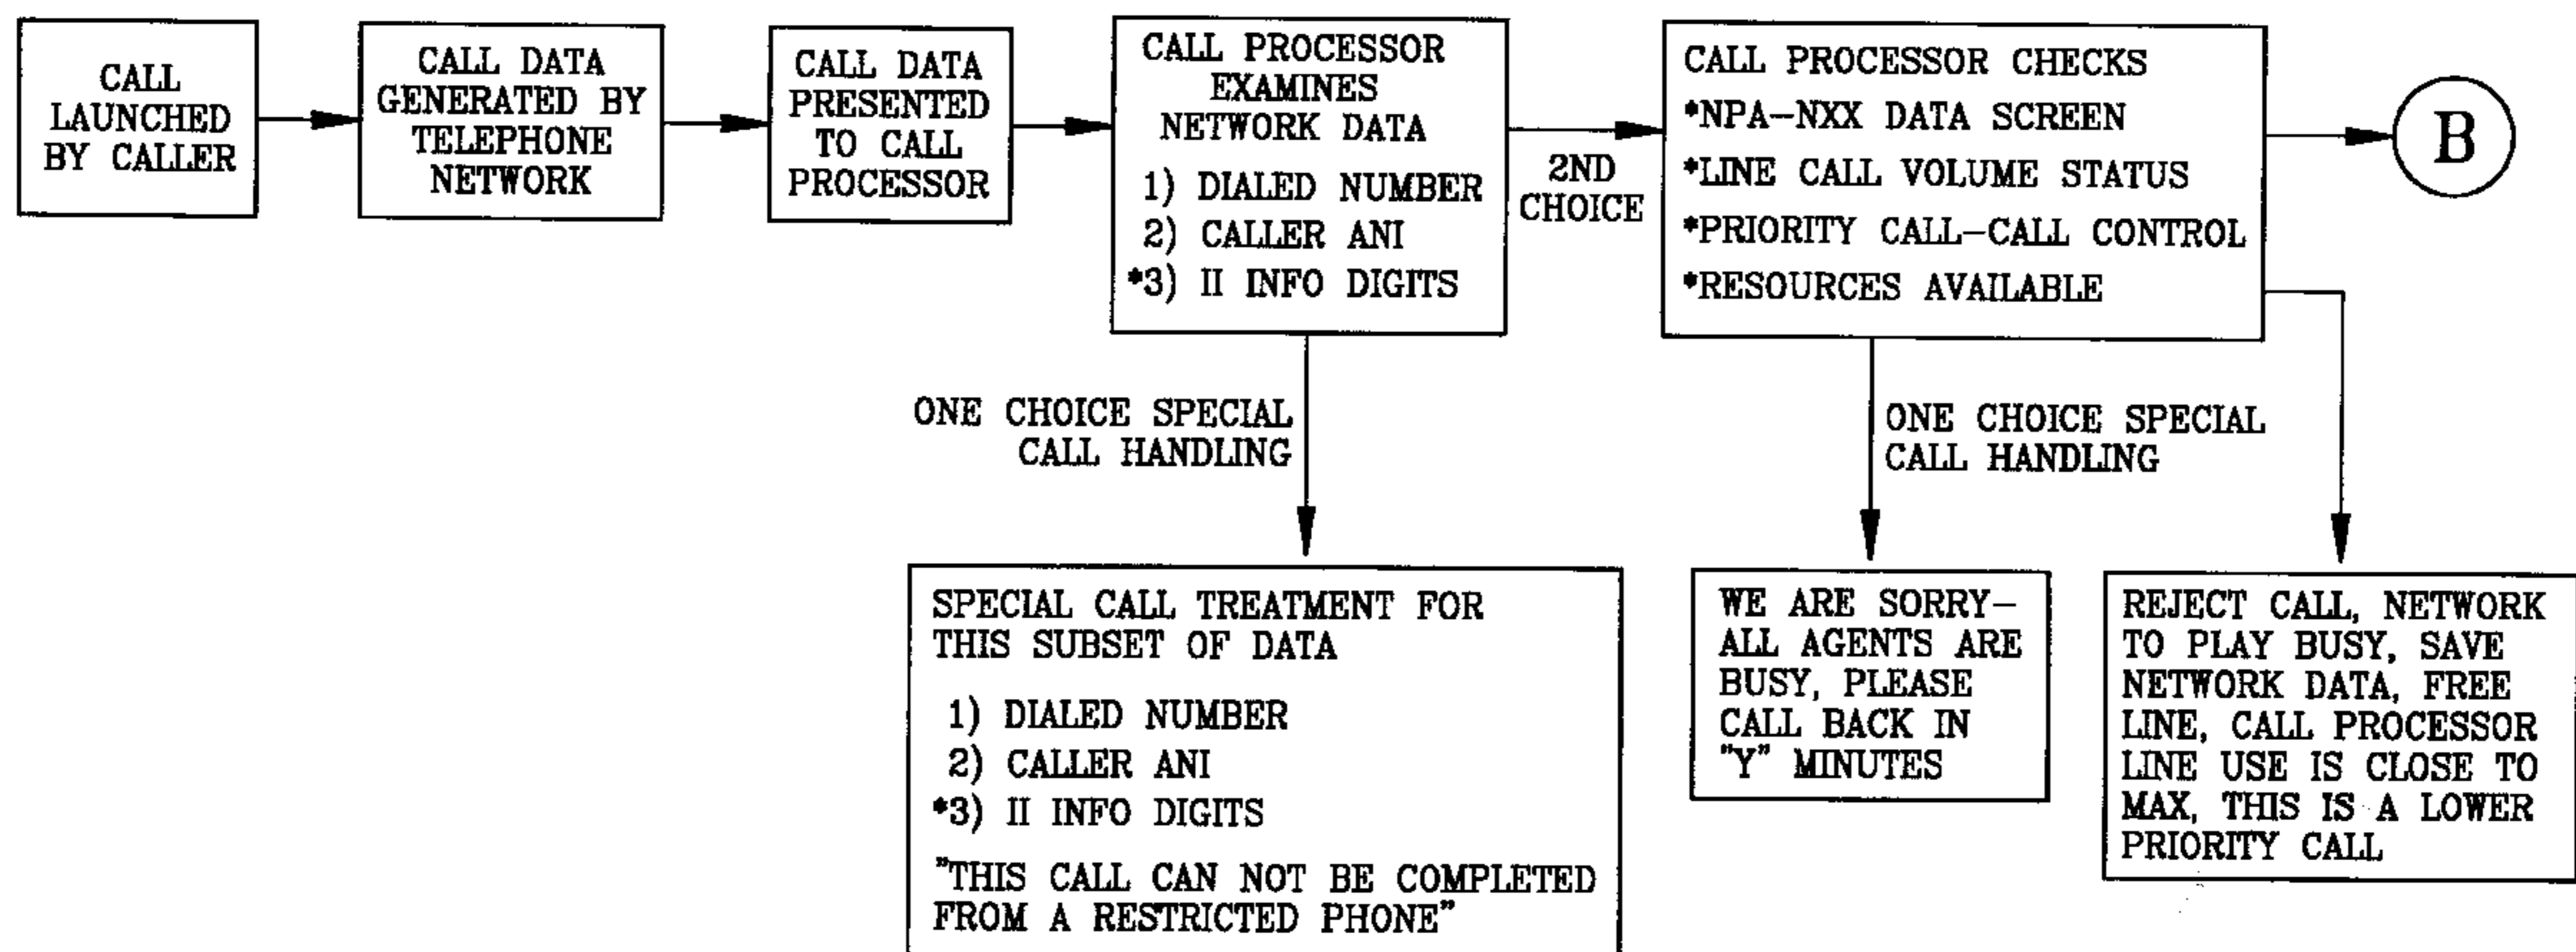 CALL
LAUNCHED
BY CALLER
CALL DATA
GENERATED BY
TELEPHONE
NETWORK
CALL DATA
PRESENTED
TO CALL
PROCESSOR
CALL PROCESSOR
EXAMINES
NETWORK DATA
1) DIALED NUMBER
2) CALLER ANI
*3) II INFO DIGITS
2ND
CHOICE
CALL PROCESSOR CHECKS
*NPA-NXX DATA SCREEN
*LINE CALL VOLUME STATUS
*PRIORITY CALL-CALL CONTROL
*RESOURCES AVAILABLE
B
ONE CHOICE SPECIAL
CALL HANDLING
ONE CHOICE SPECIAL
CALL HANDLING
SPECIAL CALL TREATMENT FOR
THIS SUBSET OF DATA
1) DIALED NUMBER
2) CALLER ANI
*3) II INFO DIGITS
"THIS CALL CAN NOT BE COMPLETED
FROM A RESTRICTED PHONE"
WE ARE SORRY-
ALL AGENTS ARE
BUSY, PLEASE
CALL BACK IN
"Y" MINUTES
REJECT CALL, NETWORK
TO PLAY BUSY, SAVE
NETWORK DATA, FREE
LINE, CALL PROCESSOR
LINE USE IS CLOSE TO
MAX, THIS IS A LOWER
PRIORITY CALL